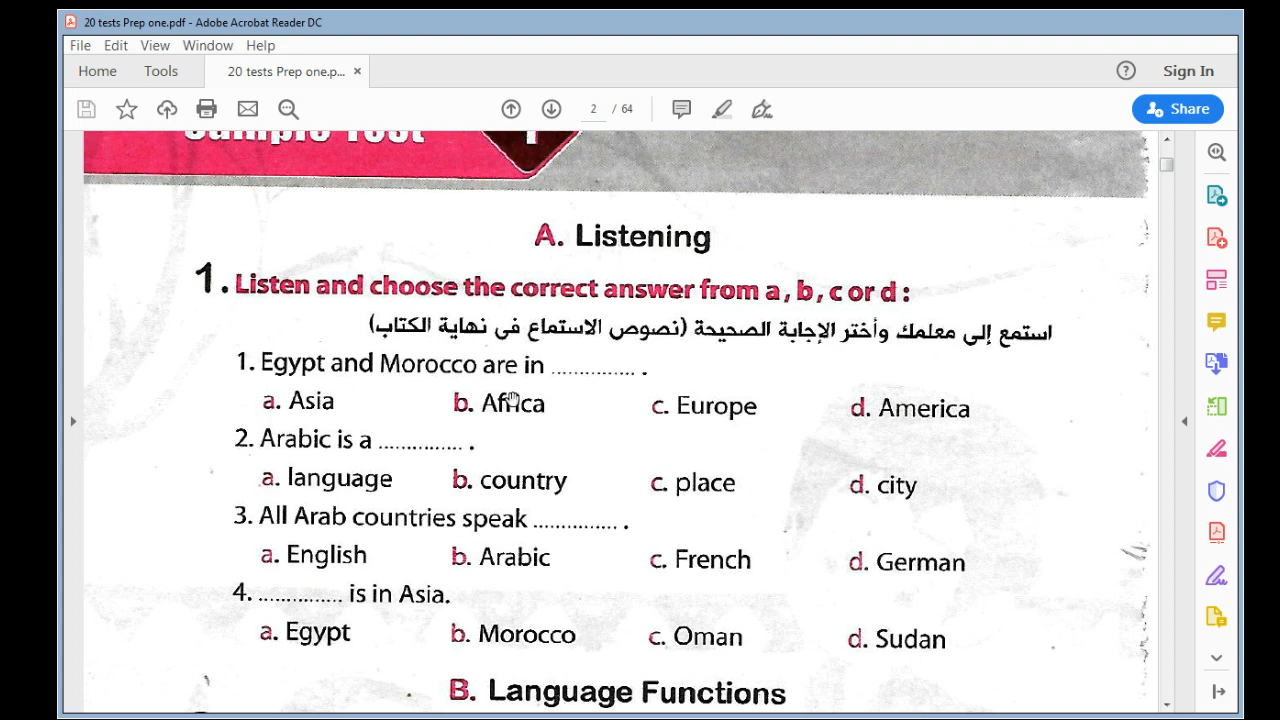 20 tests Prep one.pdf - Adobe Acrobat Reader DC
File Edit View Window Help
Home Tools 20 tests Prep one.p... × ? Sign In
2 / 64 Share
Sample Test 1
A. Listening
1. Listen and choose the correct answer from a, b, c or d :
استمع إلى معلمك وأختر الإجابة الصحيحة (نصوص الاستماع فى نهاية الكتاب)
1. Egypt and Morocco are in .............. .
a. Asia b. Africa c. Europe d. America
2. Arabic is a .............. .
a. language b. country c. place d. city
3. All Arab countries speak .............. .
a. English b. Arabic c. French d. German
4. .............. is in Asia.
a. Egypt b. Morocco c. Oman d. Sudan
B. Language Functions